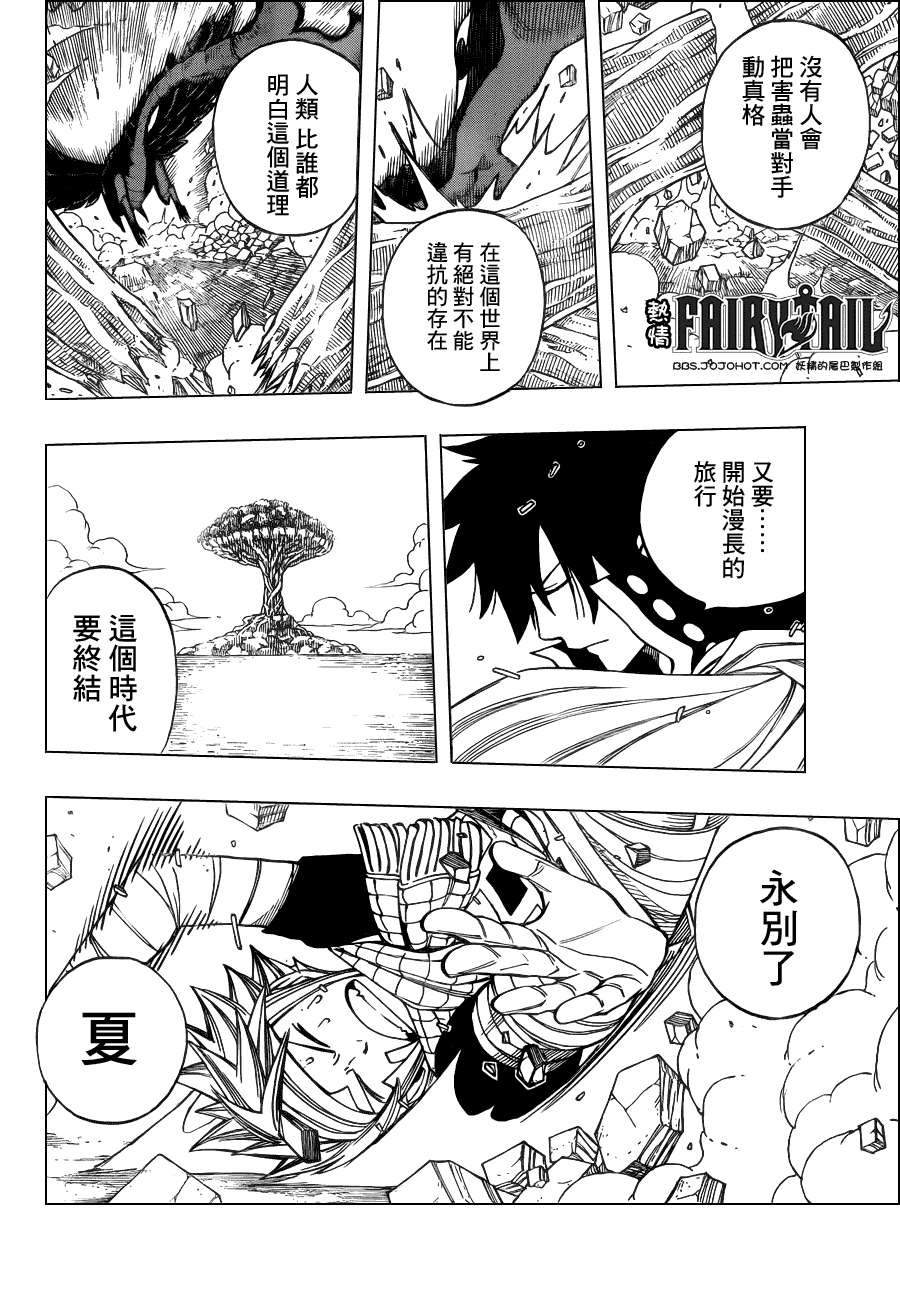 沒有人會
把害蟲當對手
動真格
在這個世界上
有絕對不能
違抗的存在
人類 比誰都
明白這個道理
熱情
FAIRY TAIL
BBS.JOJOHOT.COM 妖精的尾巴製作組
又要……
開始漫長的
旅行
這個時代
要終結
永別了
夏